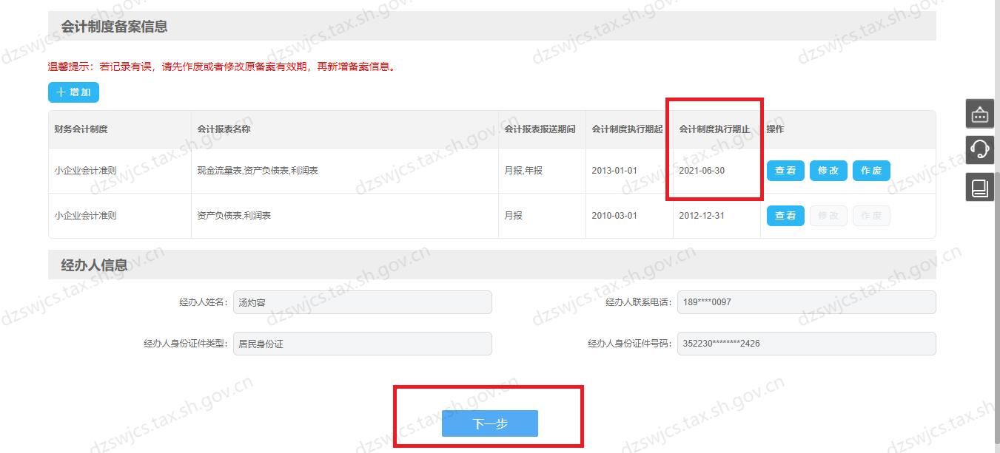 会计制度备案信息
温馨提示：若记录有误，请先作废或者修改原备案有效期，再新增备案信息。
增加
财务会计制度 会计报表名称 会计报表报送期间 会计制度执行期起 会计制度执行期止 操作
小企业会计准则 现金流量表,资产负债表,利润表 月报,年报 2013-01-01 2021-06-30 查看 修改 作废
小企业会计准则 资产负债表,利润表 月报 2010-03-01 2012-12-31 查看 修改 作废
经办人信息
经办人姓名： 汤灼容 经办人联系电话： 189****0097
经办人身份证件类型： 居民身份证 经办人身份证件号码： 352230********2426
下一步
dzswjcs.tax.sh.gov.cn